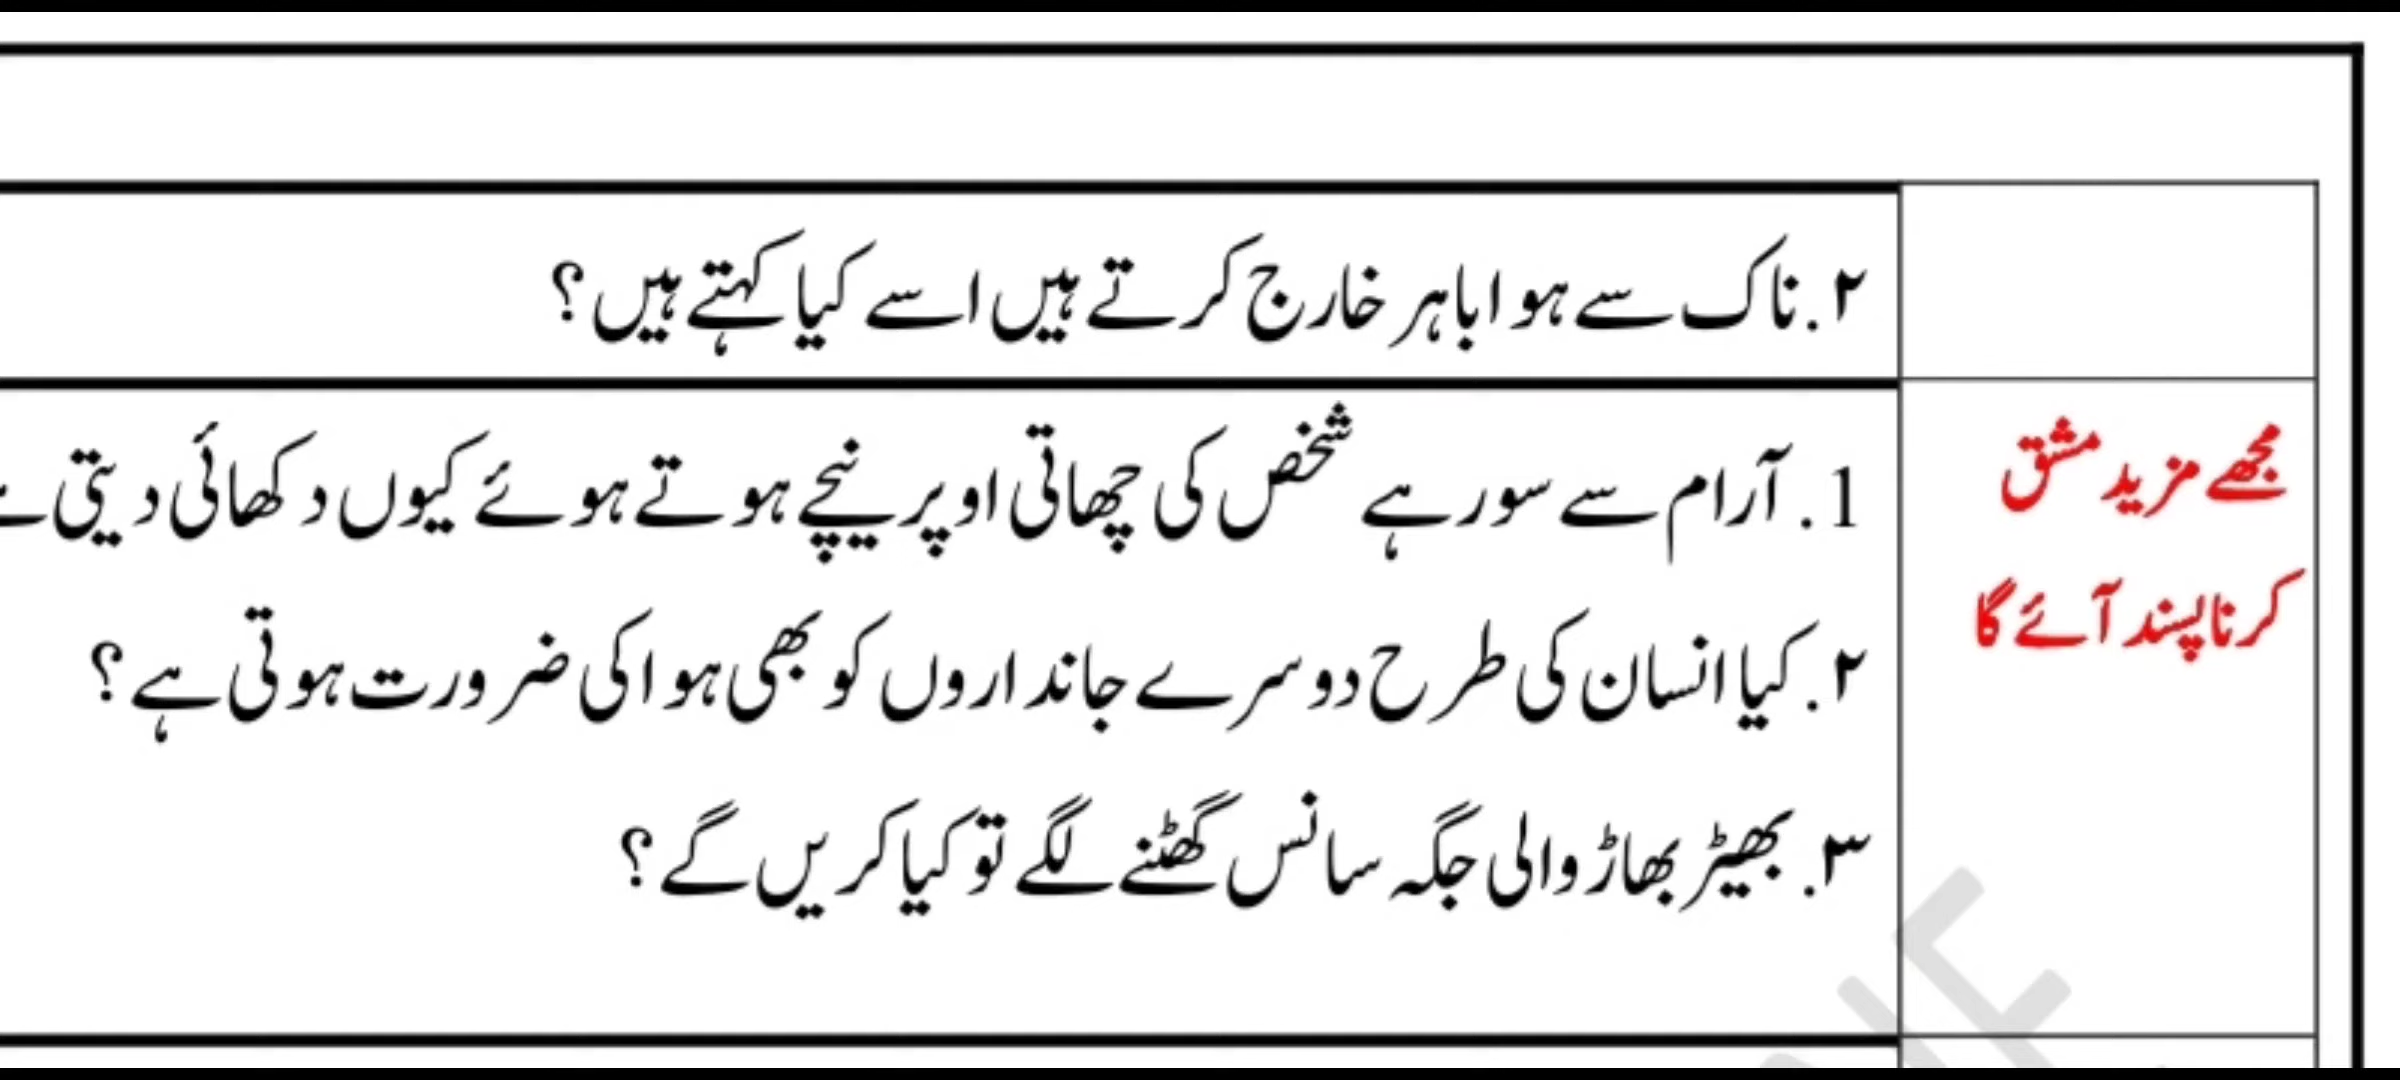 ۲. ناک سے ہوا باہر خارج کرتے ہیں اسے کیا کہتے ہیں؟
مجھے مزید مشق
کرنا پسند آئے گا
1. آرام سے سو رہے شخص کی چھاتی اوپر نیچے ہوتے ہوئے کیوں دکھائی دیتی
۲. کیا انسان کی طرح دوسرے جانداروں کو بھی ہوا کی ضرورت ہوتی ہے؟
۳. بھیڑ بھاڑ والی جگہ سانس گھٹنے لگے تو کیا کریں گے؟